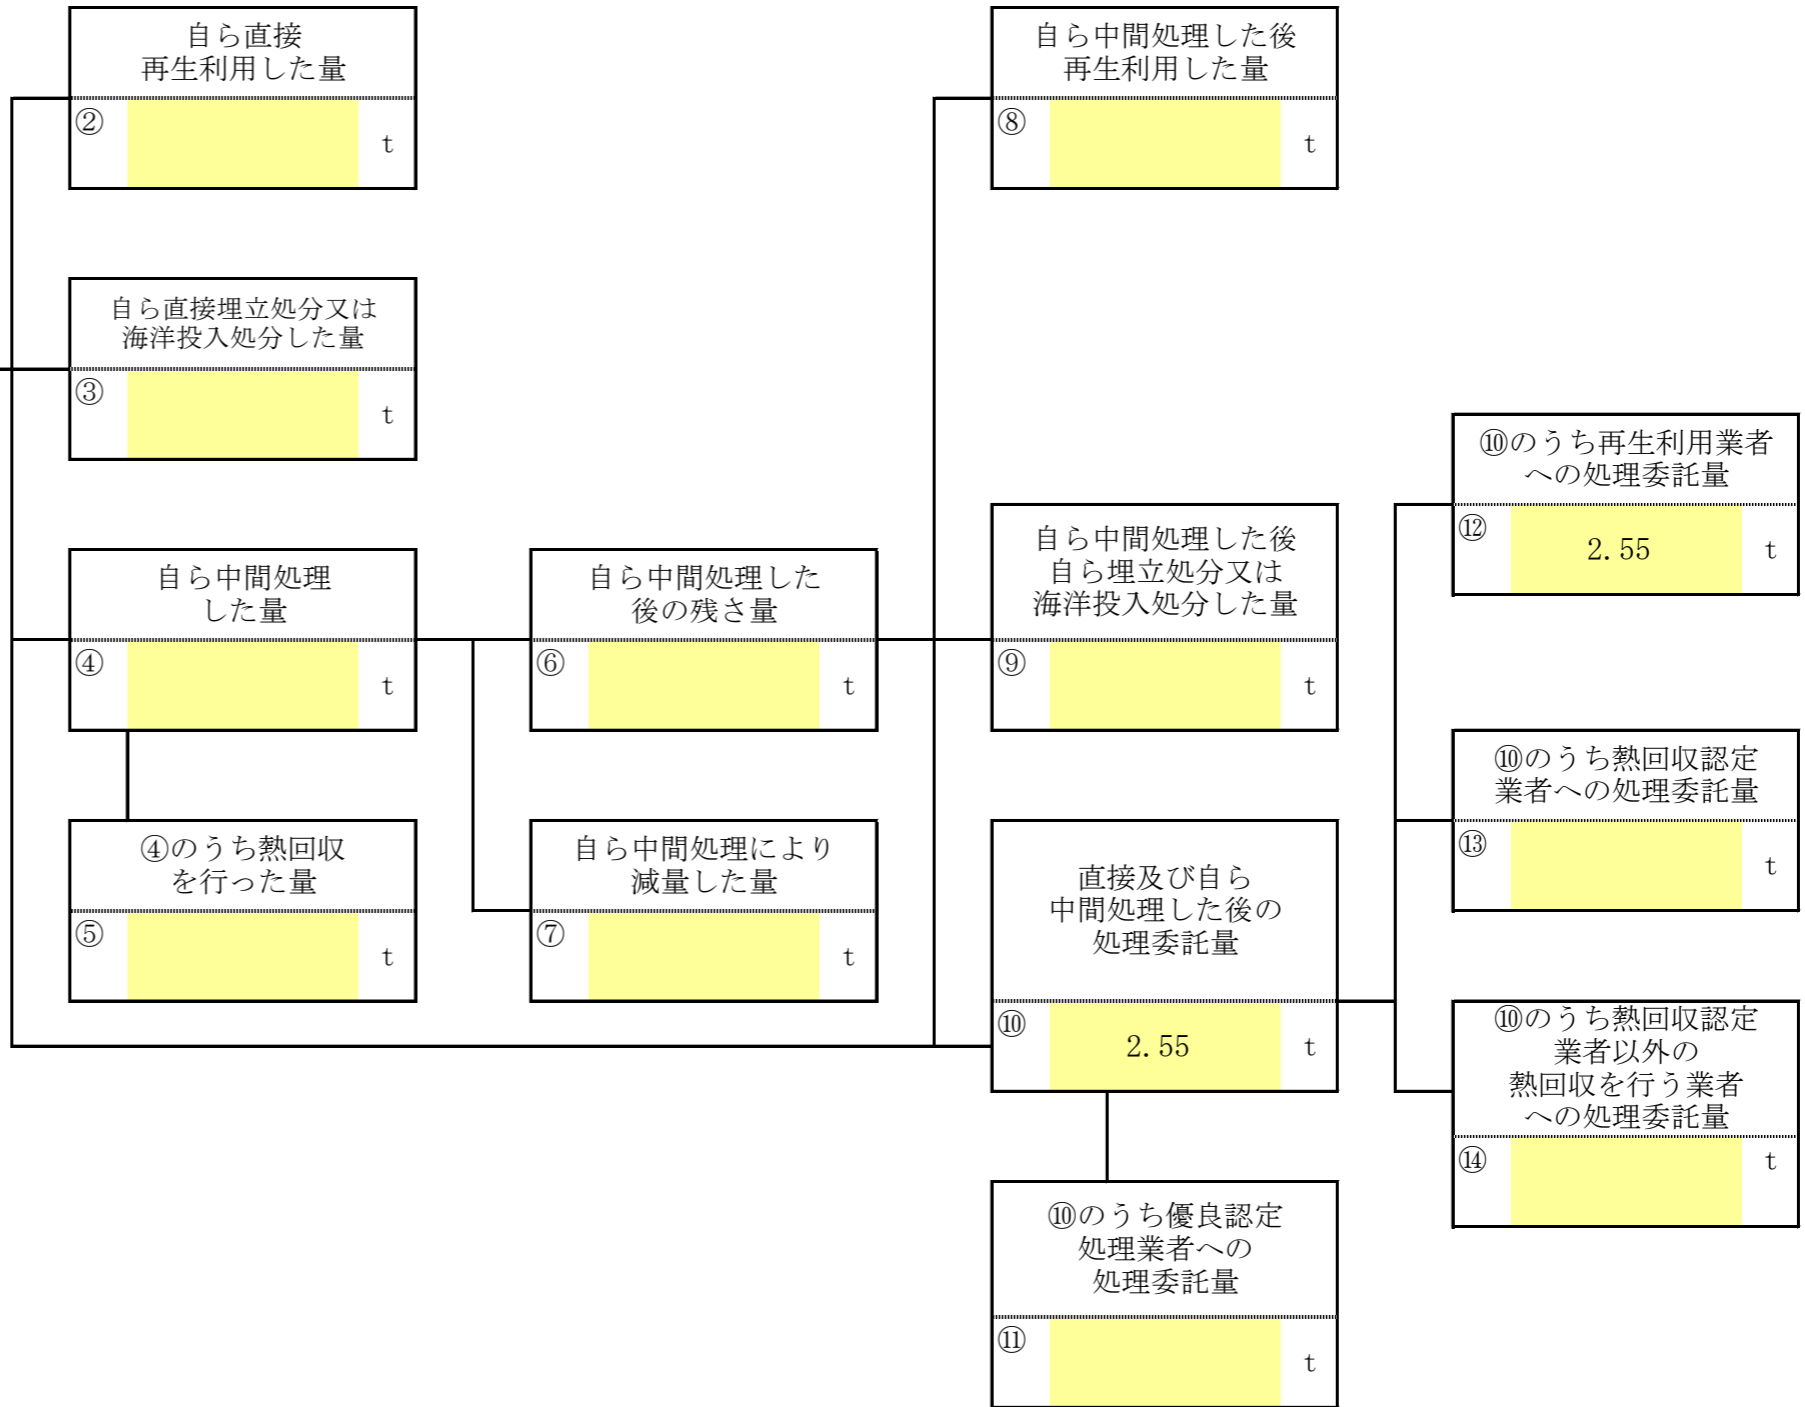 自ら直接
再生利用した量
②
t
自ら中間処理した後
再生利用した量
⑧
t
自ら直接埋立処分又は
海洋投入処分した量
③
t
⑩のうち再生利用業者
への処理委託量
⑫
2.55
t
自ら中間処理
した量
④
t
自ら中間処理した
後の残さ量
⑥
t
自ら中間処理した後
自ら埋立処分又は
海洋投入処分した量
⑨
t
⑩のうち熱回収認定
業者への処理委託量
⑬
t
④のうち熱回収
を行った量
⑤
t
自ら中間処理により
減量した量
⑦
t
直接及び自ら
中間処理した後の
処理委託量
⑩
2.55
t
⑩のうち熱回収認定
業者以外の
熱回収を行う業者
への処理委託量
⑭
t
⑩のうち優良認定
処理業者への
処理委託量
⑪
t